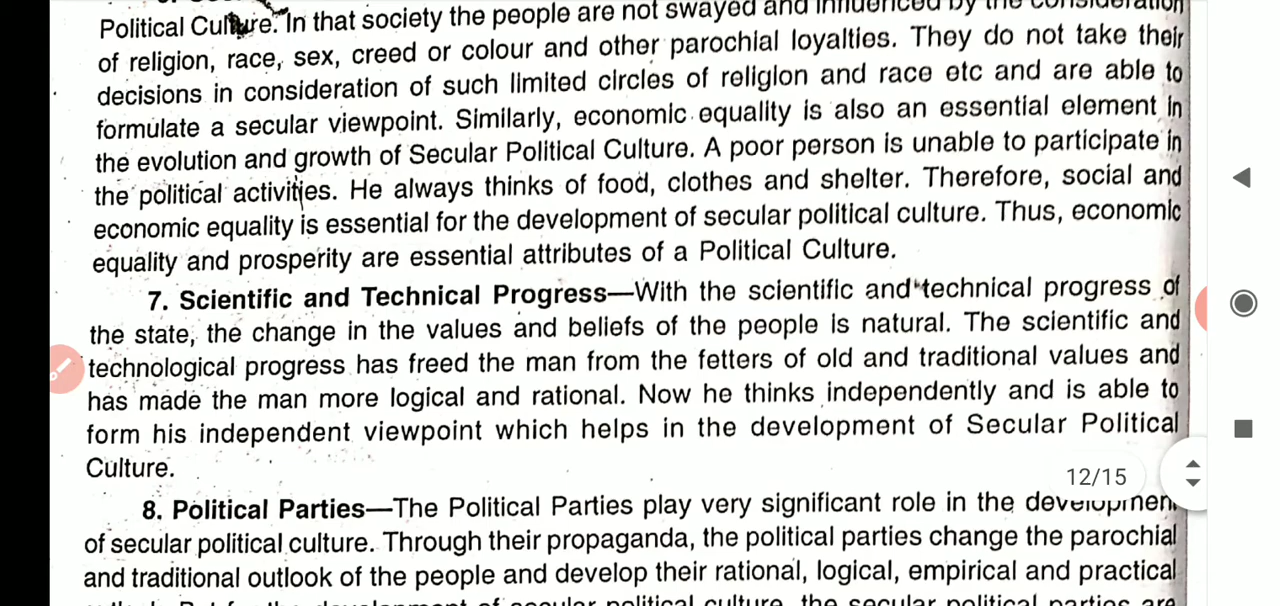 Political Culture. In that society the people are not swayed and influenced by the consideration
of religion, race, sex, creed or colour and other parochial loyalties. They do not take their
decisions in consideration of such limited circles of religion and race etc and are able to
formulate a secular viewpoint. Similarly, economic equality is also an essential element in
the evolution and growth of Secular Political Culture. A poor person is unable to participate in
the political activities. He always thinks of food, clothes and shelter. Therefore, social and
economic equality is essential for the development of secular political culture. Thus, economic
equality and prosperity are essential attributes of a Political Culture.
7. Scientific and Technical Progress—With the scientific and technical progress of
the state, the change in the values and beliefs of the people is natural. The scientific and
technological progress has freed the man from the fetters of old and traditional values and
has made the man more logical and rational. Now he thinks independently and is able to
form his independent viewpoint which helps in the development of Secular Political
Culture.
12/15
8. Political Parties—The Political Parties play very significant role in the development
of secular political culture. Through their propaganda, the political parties change the parochial
and traditional outlook of the people and develop their rational, logical, empirical and practical
of secular political culture, the secular political parties are